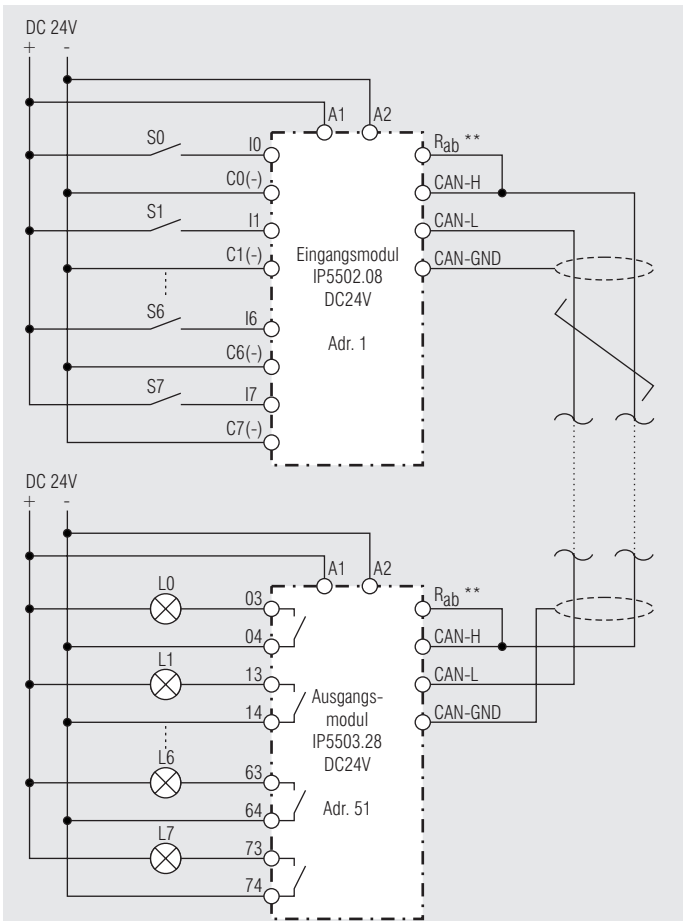 DC 24V
+ -
A1 A2
S0 I0 Rab **
C0(-) CAN-H
S1 I1 CAN-L
C1(-) CAN-GND
Eingangsmodul
IP5502.08
DC24V
S6 I6
Adr. 1
C6(-)
S7 I7
C7(-)
DC 24V
+ -
A1 A2
L0 03 Rab **
04 CAN-H
L1 13 CAN-L
14 CAN-GND
Ausgangs-
modul
IP5503.28
DC24V
L6 63
64 Adr. 51
L7 73
74